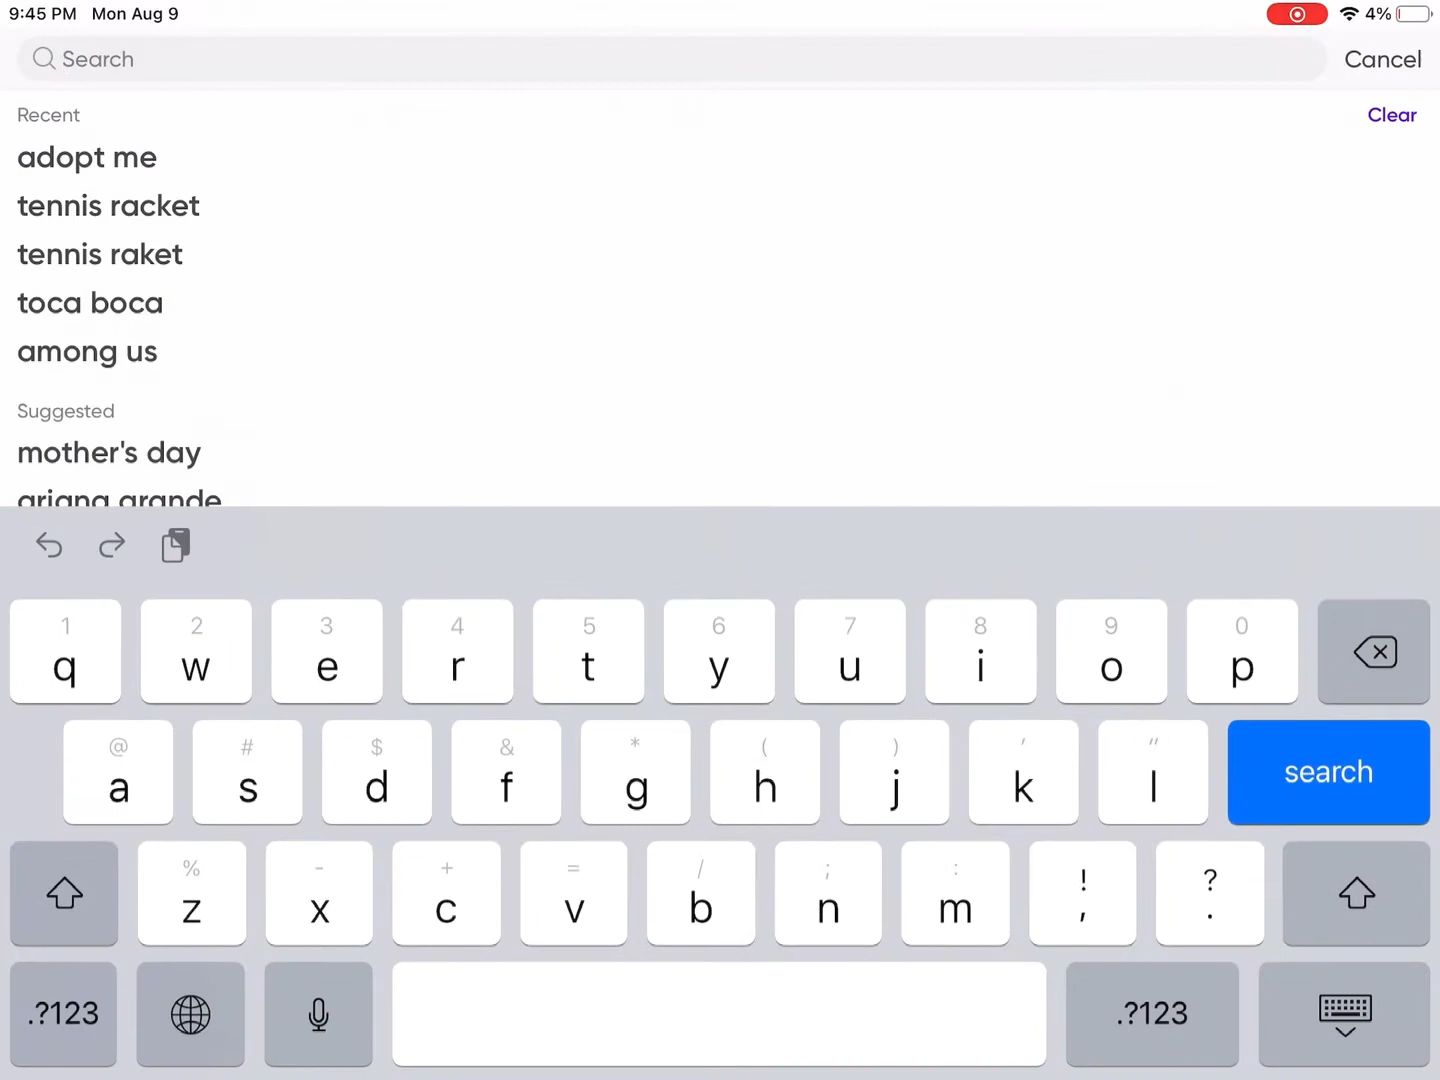 9:45 PM Mon Aug 9 4%
Search Cancel
Recent Clear
adopt me
tennis racket
tennis raket
toca boca
among us
Suggested
mother's day
ariana grande
1 2 3 4 5 6 7 8 9 0
q w e r t y u i o p
@ # $ & * ( ) ' "
a s d f g h j k l search
% - + = / ; : ! ?
z x c v b n m , .
.?123 .?123